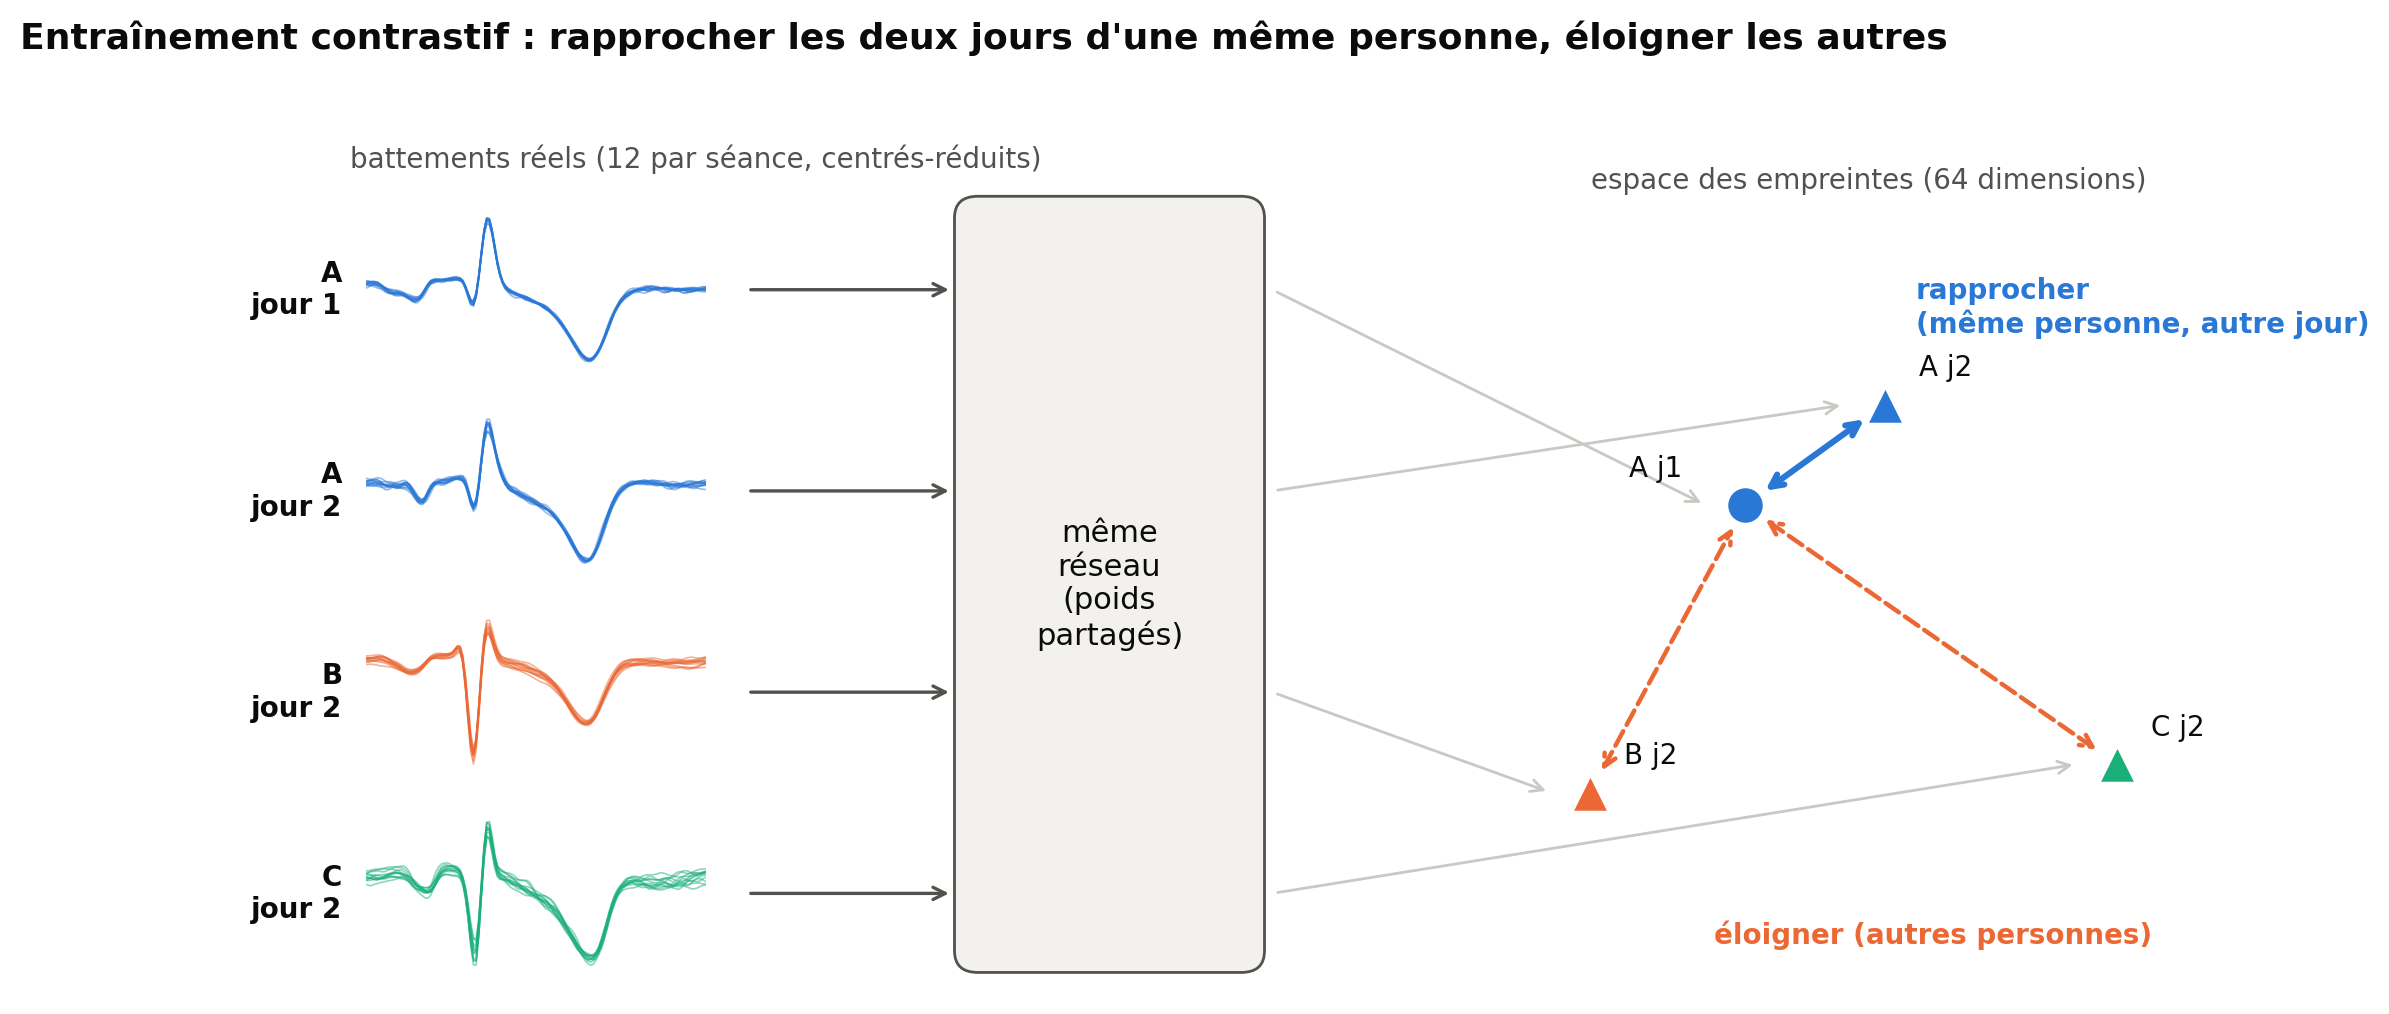 Entraînement contrastif : rapprocher les deux jours d'une même personne, éloigner les autres
battements réels (12 par séance, centrés-réduits)
espace des empreintes (64 dimensions)
A
jour 1
A
jour 2
B
jour 2
C
jour 2
même
réseau
(poids
partagés)
rapprocher
(même personne, autre jour)
A j2
A j1
B j2
C j2
éloigner (autres personnes)